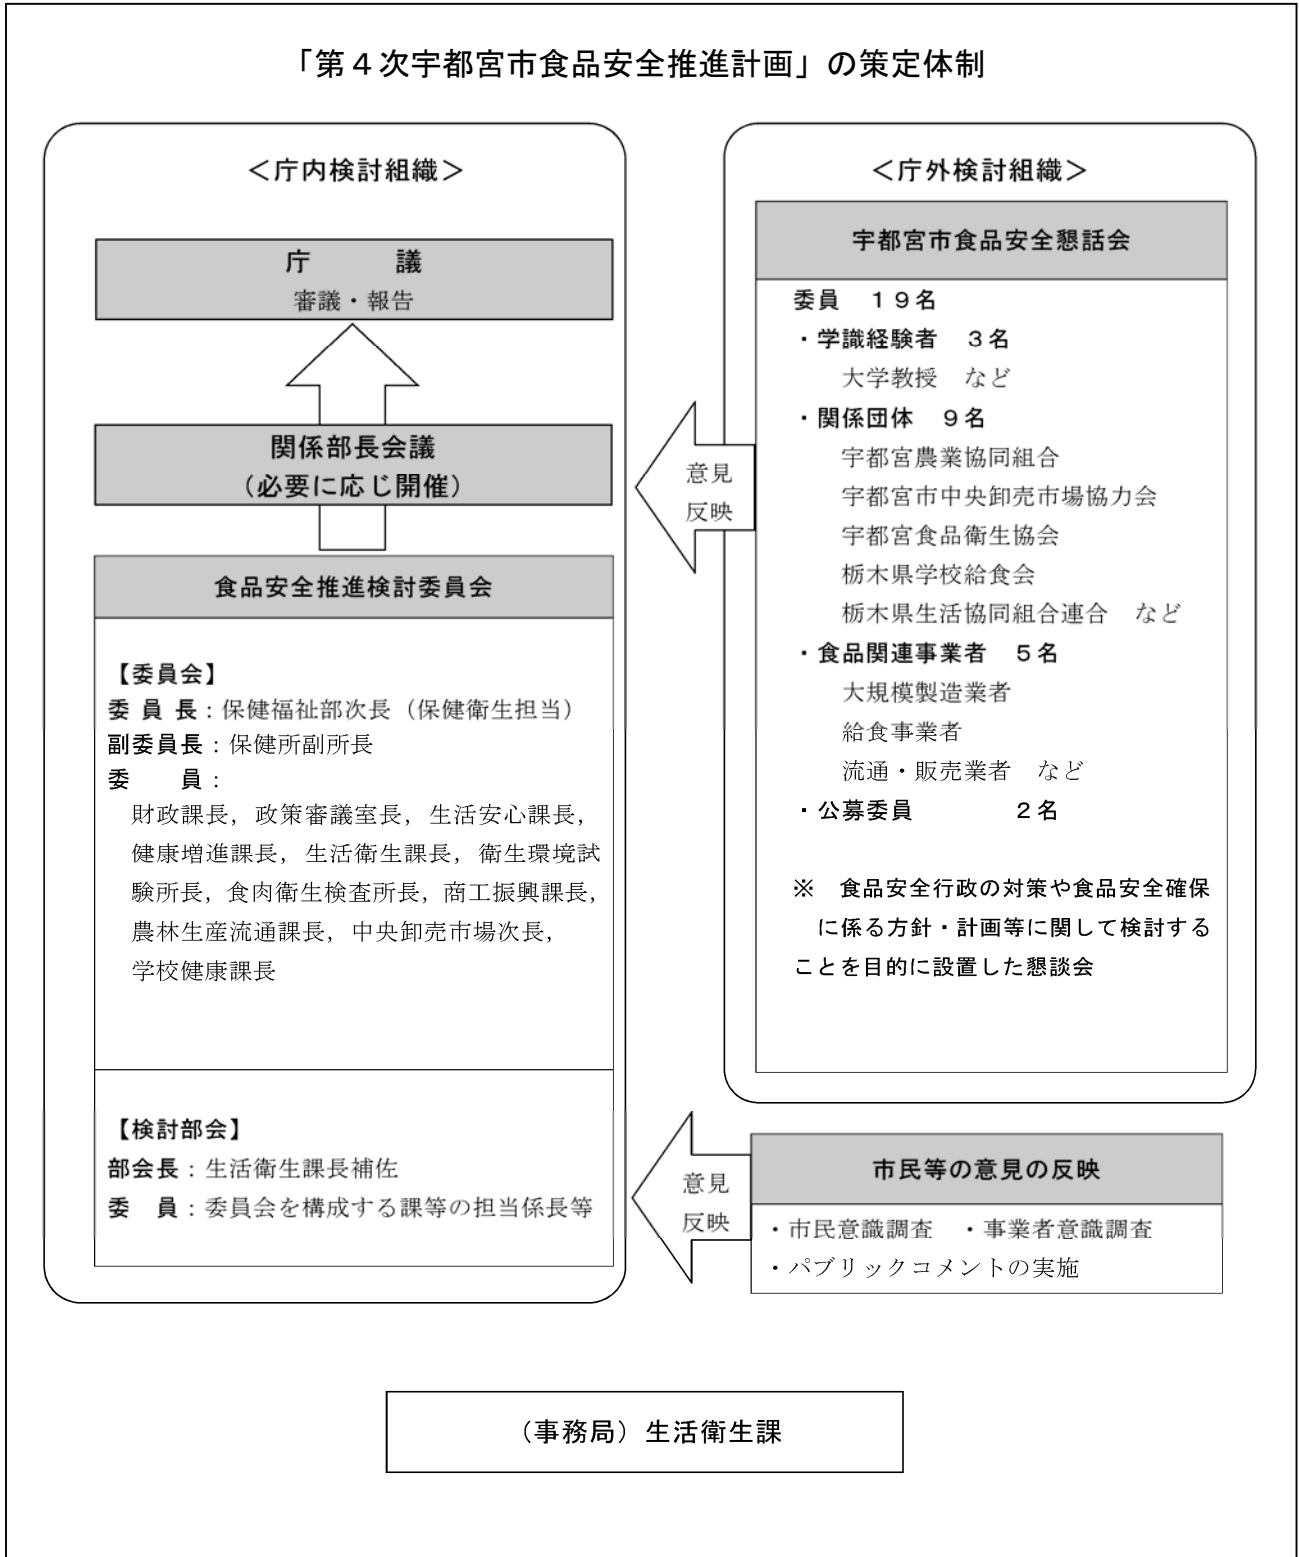 「第４次宇都宮市食品安全推進計画」の策定体制
＜庁内検討組織＞
庁　　　議
審議・報告
関係部長会議
（必要に応じ開催）
食品安全推進検討委員会
【委員会】
委 員 長：保健福祉部次長（保健衛生担当）
副委員長：保健所副所長
委　　員：
財政課長，政策審議室長，生活安心課長，
健康増進課長，生活衛生課長，衛生環境試
験所長，食肉衛生検査所長，商工振興課長，
農林生産流通課長，中央卸売市場次長，
学校健康課長
【検討部会】
部会長：生活衛生課長補佐
委　員：委員会を構成する課等の担当係長等
＜庁外検討組織＞
宇都宮市食品安全懇話会
委員　１９名
・学識経験者　３名
大学教授　など
・関係団体　９名
宇都宮農業協同組合
宇都宮市中央卸売市場協力会
宇都宮食品衛生協会
栃木県学校給食会
栃木県生活協同組合連合　など
・食品関連事業者　５名
大規模製造業者
給食事業者
流通・販売業者　など
・公募委員　　　　２名
※　食品安全行政の対策や食品安全確保
に係る方針・計画等に関して検討する
ことを目的に設置した懇談会
意見
反映
意見
反映
市民等の意見の反映
・市民意識調査　・事業者意識調査
・パブリックコメントの実施
（事務局）生活衛生課